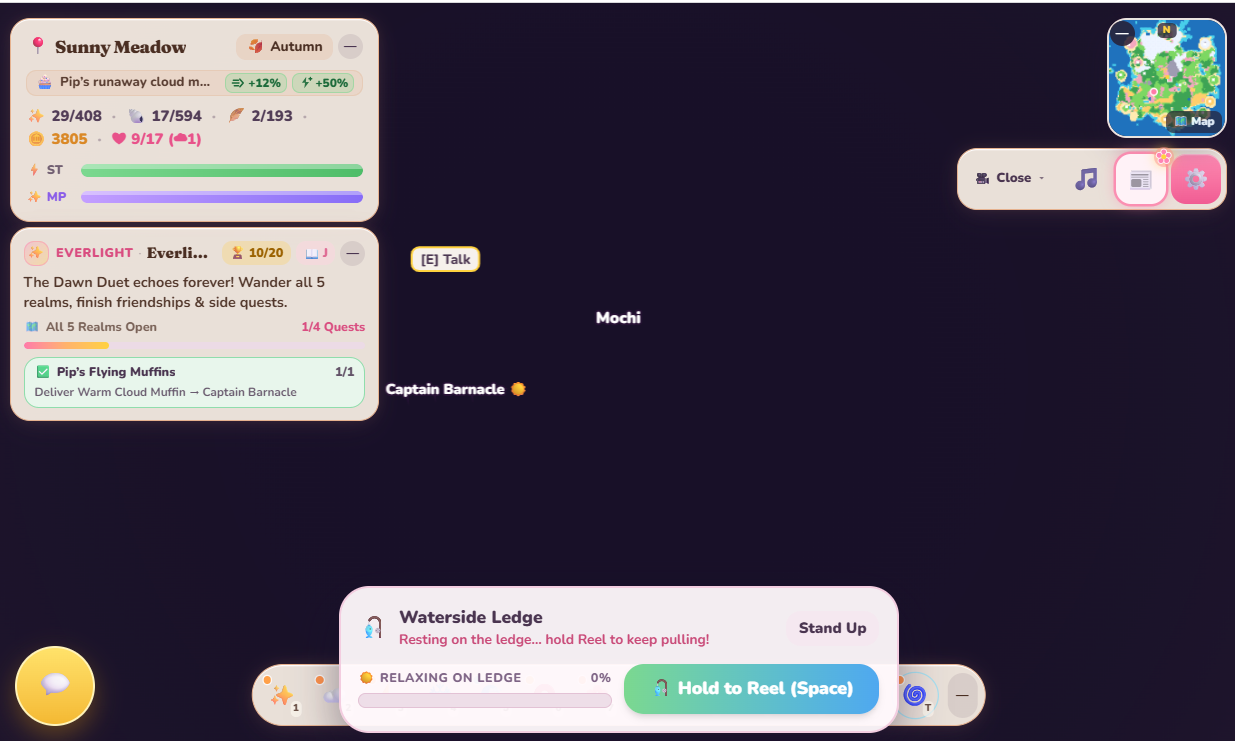 Sunny Meadow
Autumn
Pip's runaway cloud m...
+12%
+50%
29/408 · 17/594 · 2/193 ·
3805 · 9/17 (1)
ST
MP
EVERLIGHT · Everli...
10/20
J
The Dawn Duet echoes forever! Wander all 5
realms, finish friendships & side quests.
All 5 Realms Open
1/4 Quests
Pip's Flying Muffins
1/1
Deliver Warm Cloud Muffin → Captain Barnacle
N
Map
Close -
[E] Talk
Mochi
Captain Barnacle
Waterside Ledge
Resting on the ledge... hold Reel to keep pulling!
Stand Up
RELAXING ON LEDGE
0%
Hold to Reel (Space)
1
T